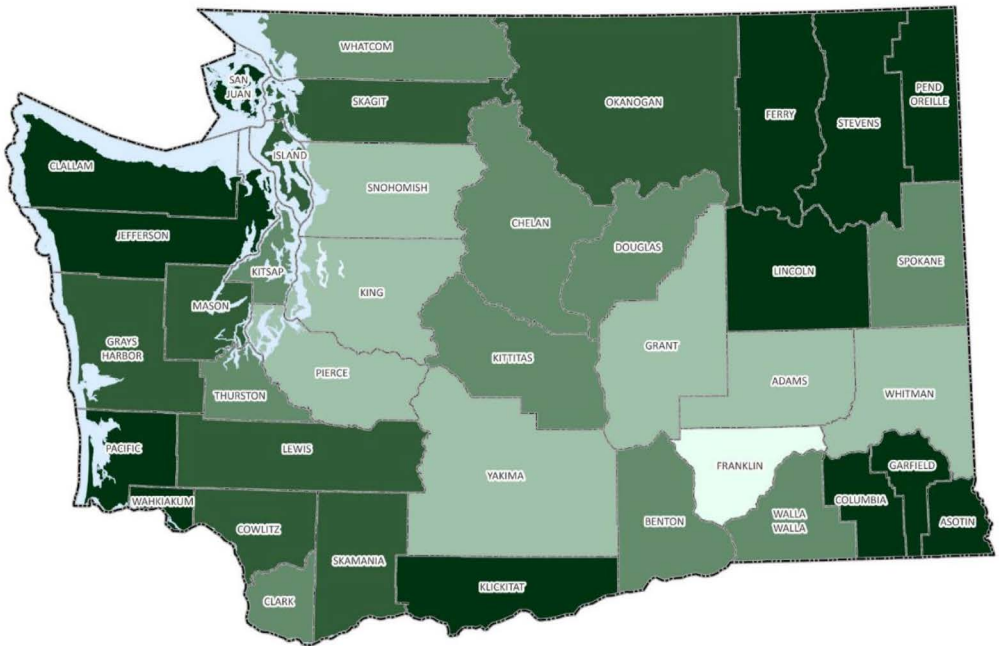 WHATCOM
SAN
JUAN
SKAGIT
OKANOGAN
FERRY
STEVENS
PEND
OREILLE
CLALLAM
ISLAND
SNOHOMISH
CHELAN
DOUGLAS
JEFFERSON
KITSAP
KING
LINCOLN
SPOKANE
MASON
GRAYS
HARBOR
KITTITAS
GRANT
PIERCE
THURSTON
ADAMS
WHITMAN
PACIFIC
LEWIS
YAKIMA
FRANKLIN
GARFIELD
WAHKIAKUM
COLUMBIA
COWLITZ
BENTON
WALLA
WALLA
ASOTIN
SKAMANIA
KLICKITAT
CLARK